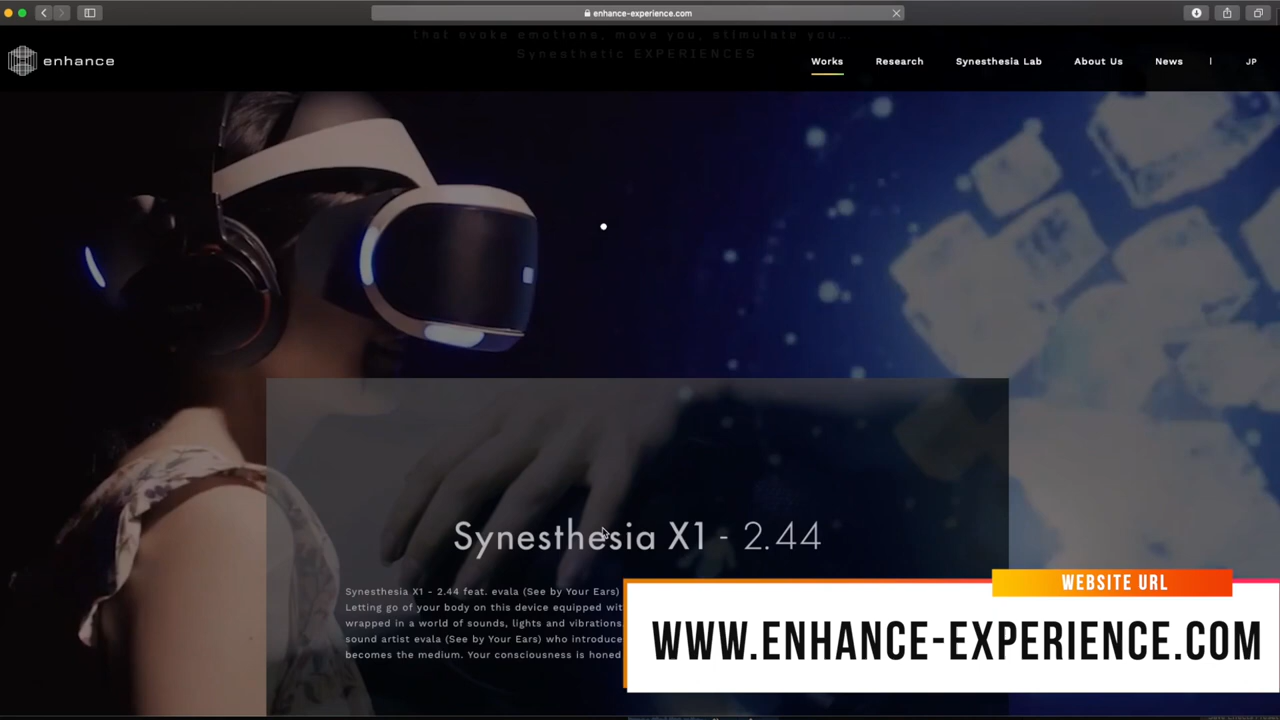 enhance-experience.com
that evoke emotions, move you, stimulate you...
Synesthetic EXPERIENCES
enhance
Works
Research
Synesthesia Lab
About Us
News
|
JP
Synesthesia X1 - 2.44
Synesthesia X1 - 2.44 feat. evala (See by Your Ears)
Letting go of your body on this device equipped wit
wrapped in a world of sounds, lights and vibrations
sound artist evala (See by Your Ears) who introduce
becomes the medium. Your consciousness is honed
WEBSITE URL
WWW.ENHANCE-EXPERIENCE.COM